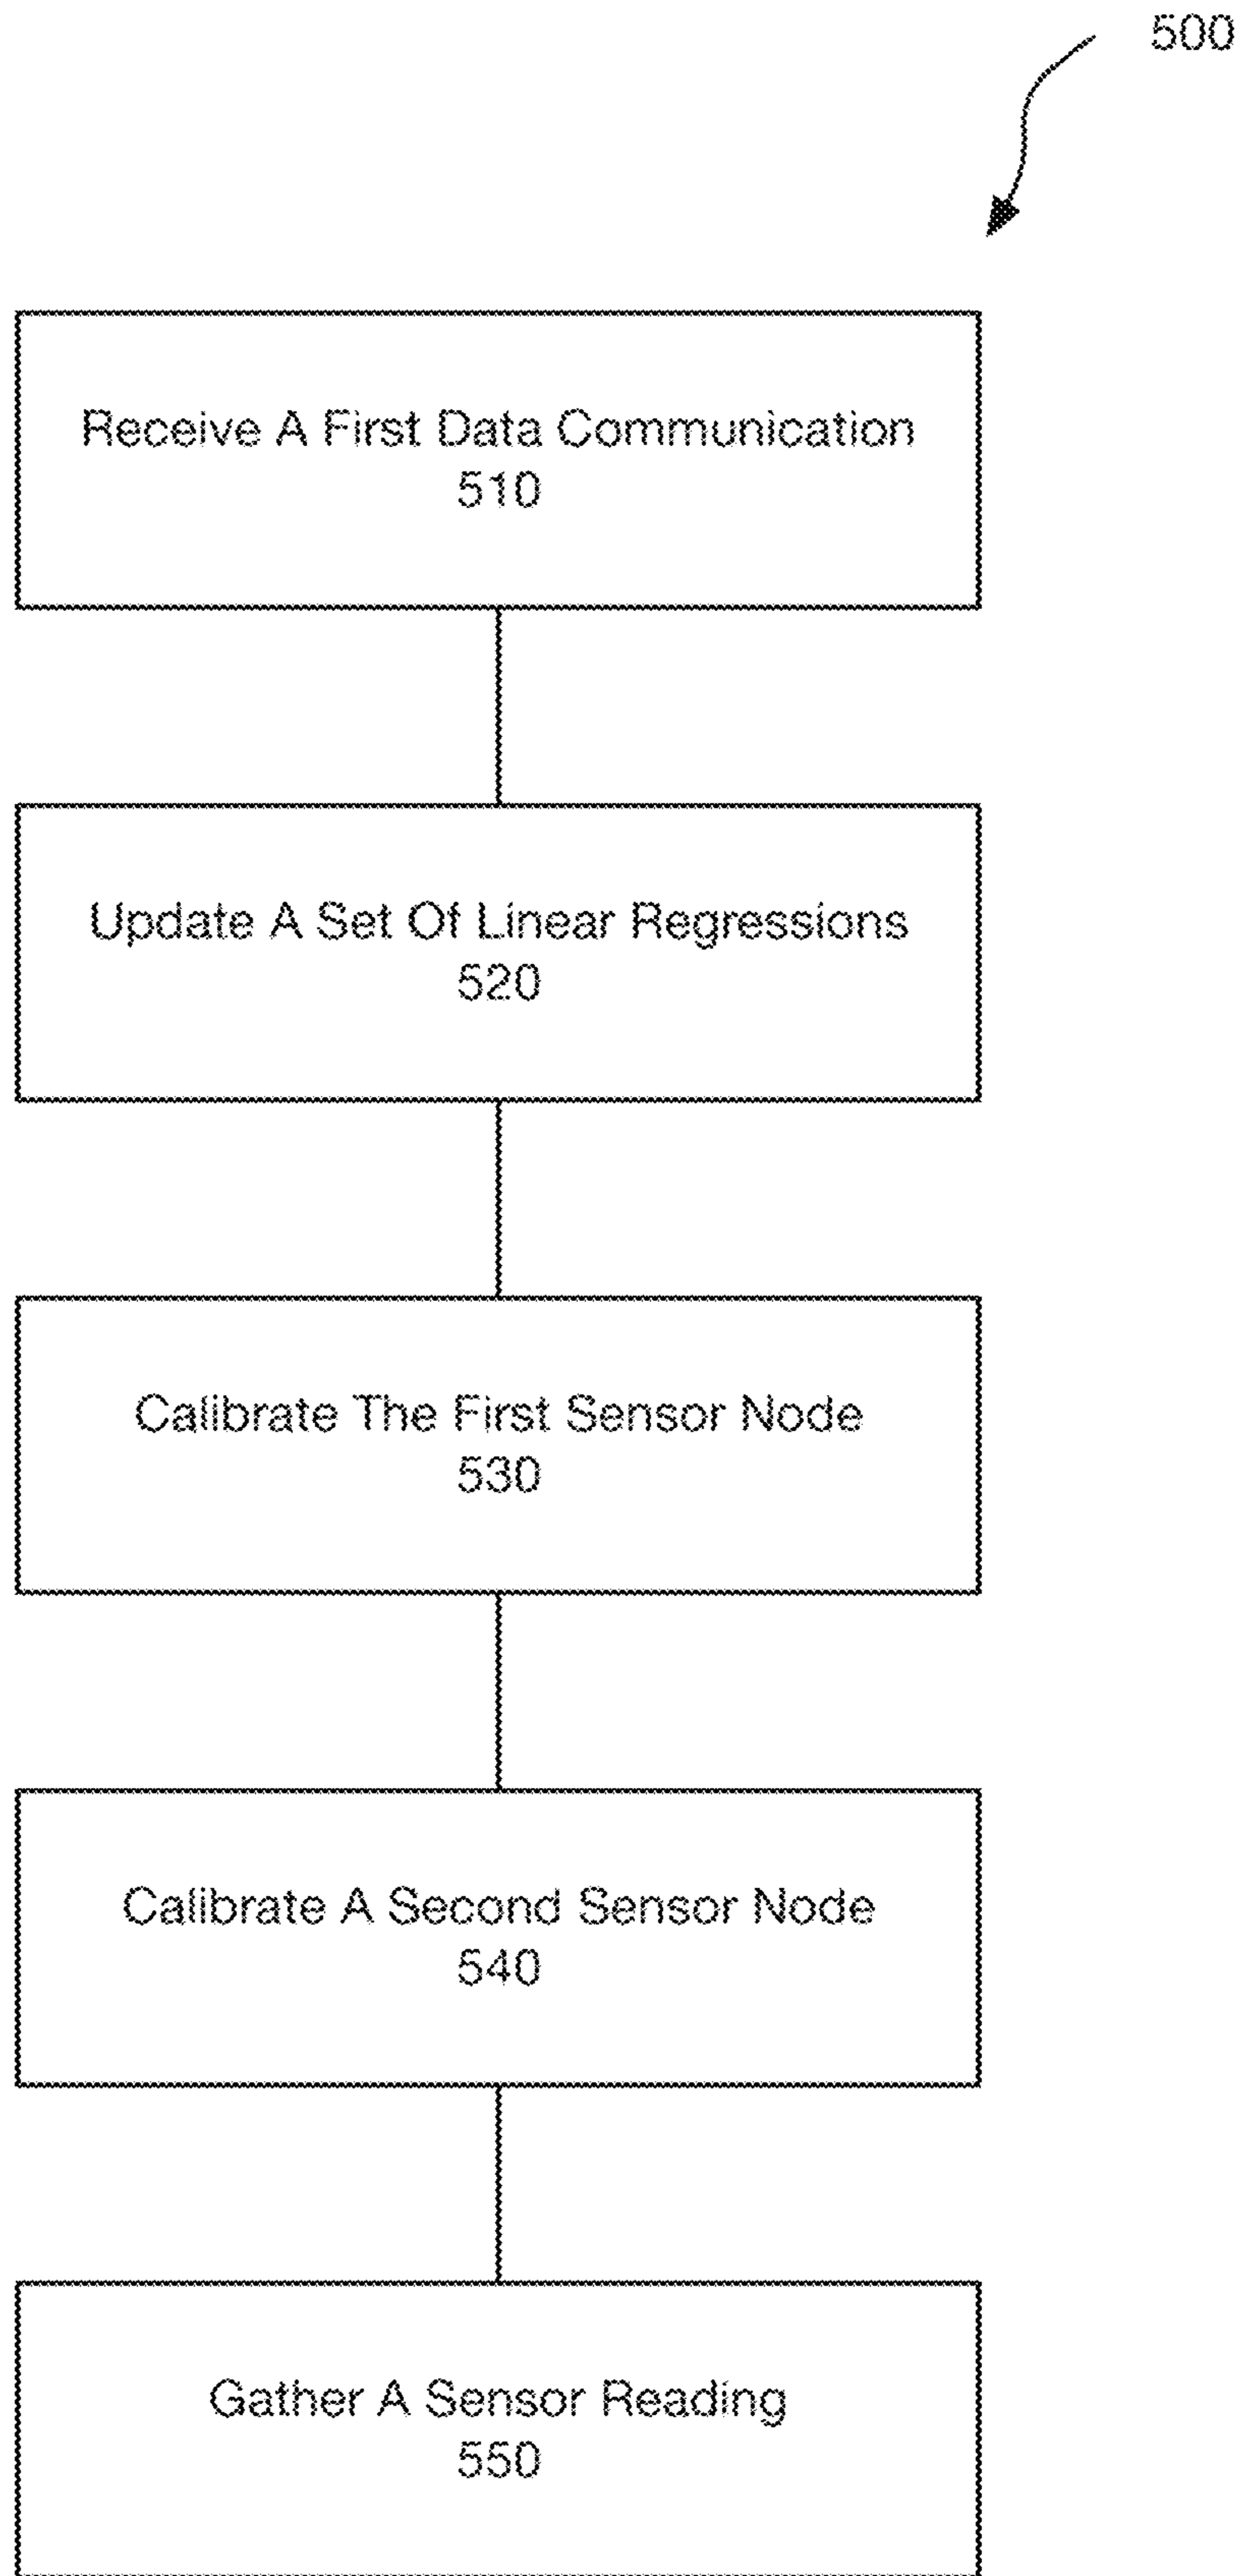 500
Receive A First Data Communication
510
Update A Set Of Linear Regressions
520
Calibrate The First Sensor Node
530
Calibrate A Second Sensor Node
540
Gather A Sensor Reading
550